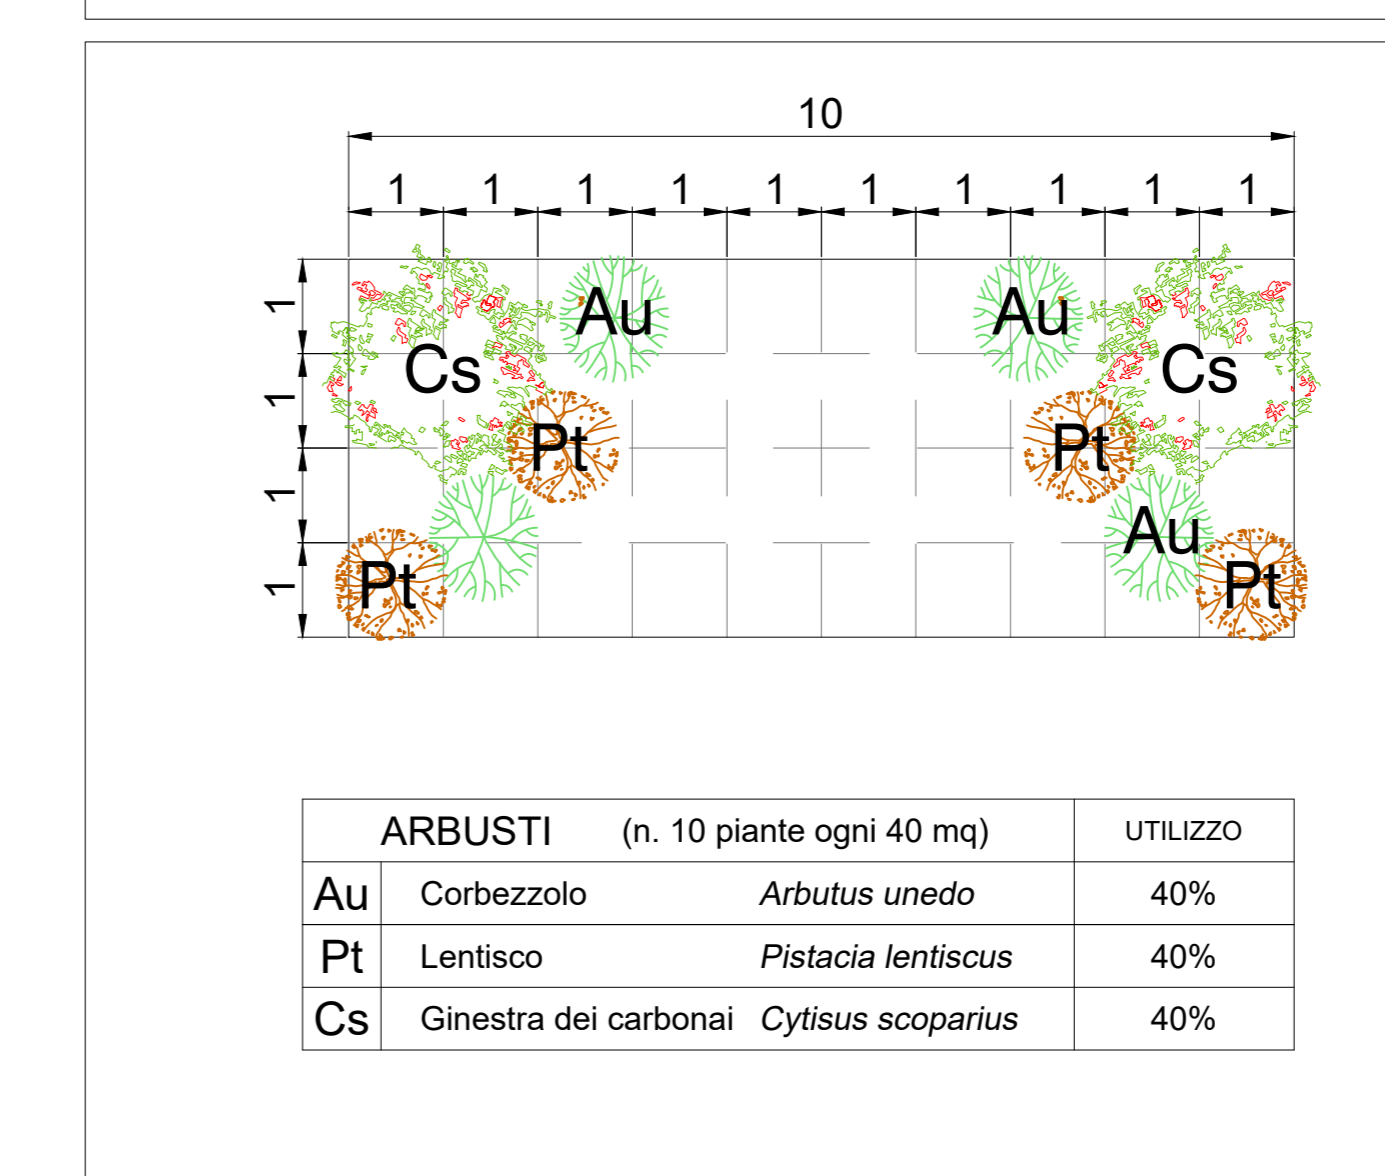 10
1 1 1 1 1 1 1 1 1 1
1
1
1
1
Au Au
Cs Cs
Pt Pt
Au
Pt Pt
ARBUSTI (n. 10 piante ogni 40 mq) UTILIZZO
Au Corbezzolo Arbutus unedo 40%
Pt Lentisco Pistacia lentiscus 40%
Cs Ginestra dei carbonai Cytisus scoparius 40%